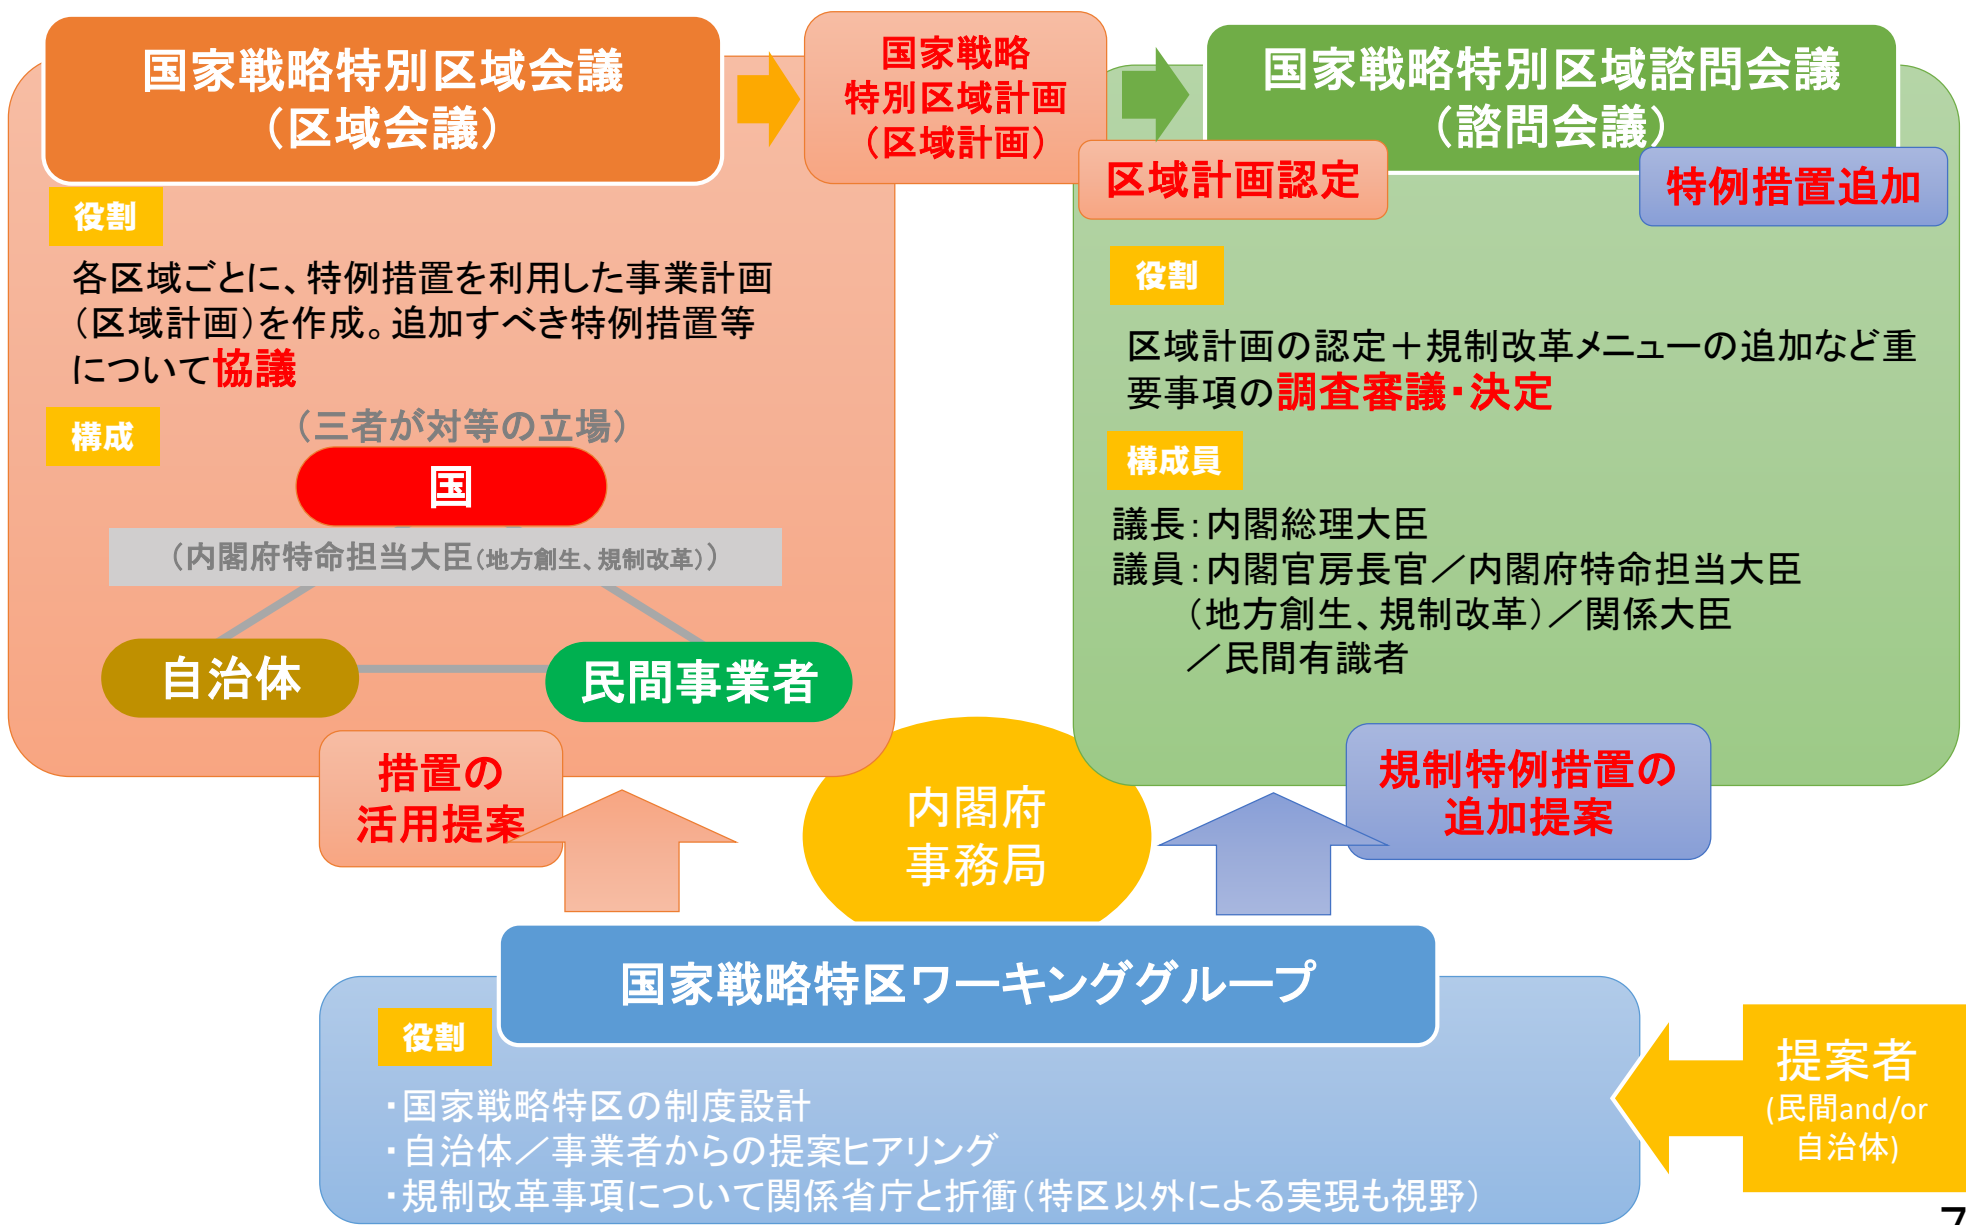 国家戦略特別区域会議
（区域会議）
国家戦略
特別区域計画
（区域計画）
国家戦略特別区域諮問会議
（諮問会議）
区域計画認定
特例措置追加
役割
各区域ごとに、特例措置を利用した事業計画
（区域計画）を作成。追加すべき特例措置等
について協議
構成
（三者が対等の立場）
国
（内閣府特命担当大臣（地方創生、規制改革））
自治体
民間事業者
役割
区域計画の認定＋規制改革メニューの追加など重
要事項の調査審議・決定
構成員
議長：内閣総理大臣
議員：内閣官房長官／内閣府特命担当大臣
（地方創生、規制改革）／関係大臣
／民間有識者
措置の
活用提案
内閣府
事務局
規制特例措置の
追加提案
国家戦略特区ワーキンググループ
役割
・国家戦略特区の制度設計
・自治体／事業者からの提案ヒアリング
・規制改革事項について関係省庁と折衝（特区以外による実現も視野）
提案者
(民間and/or
自治体)
7